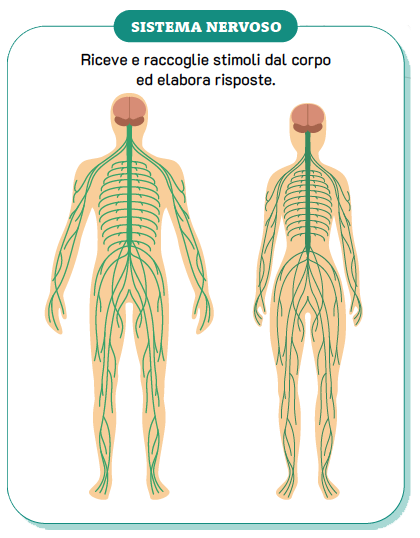 SISTEMA NERVOSO
Riceve e raccoglie stimoli dal corpo
ed elabora risposte.